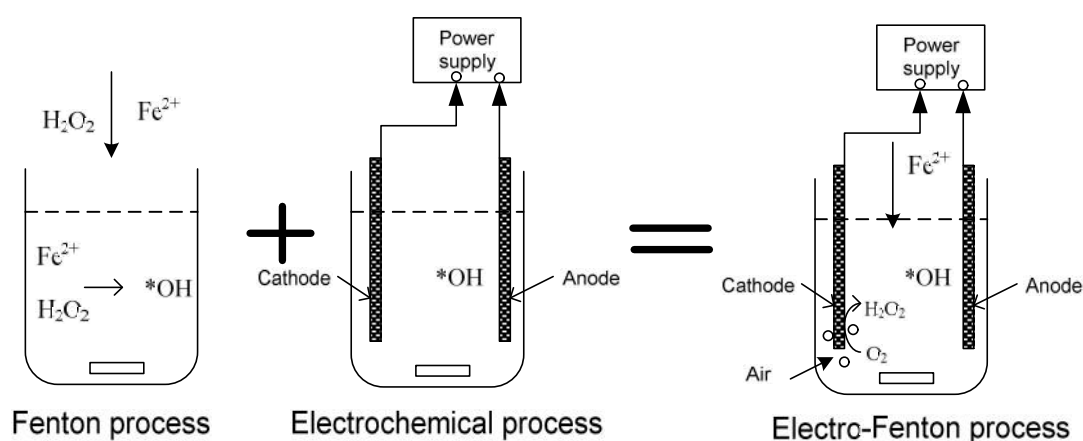 H₂O₂
Fe²⁺
Fe²⁺
H₂O₂
*OH
Fenton process
Power
supply
Cathode
*OH
Anode
Electrochemical process
Power
supply
Fe²⁺
Cathode
*OH
Anode
H₂O₂
O₂
Air
Electro-Fenton process